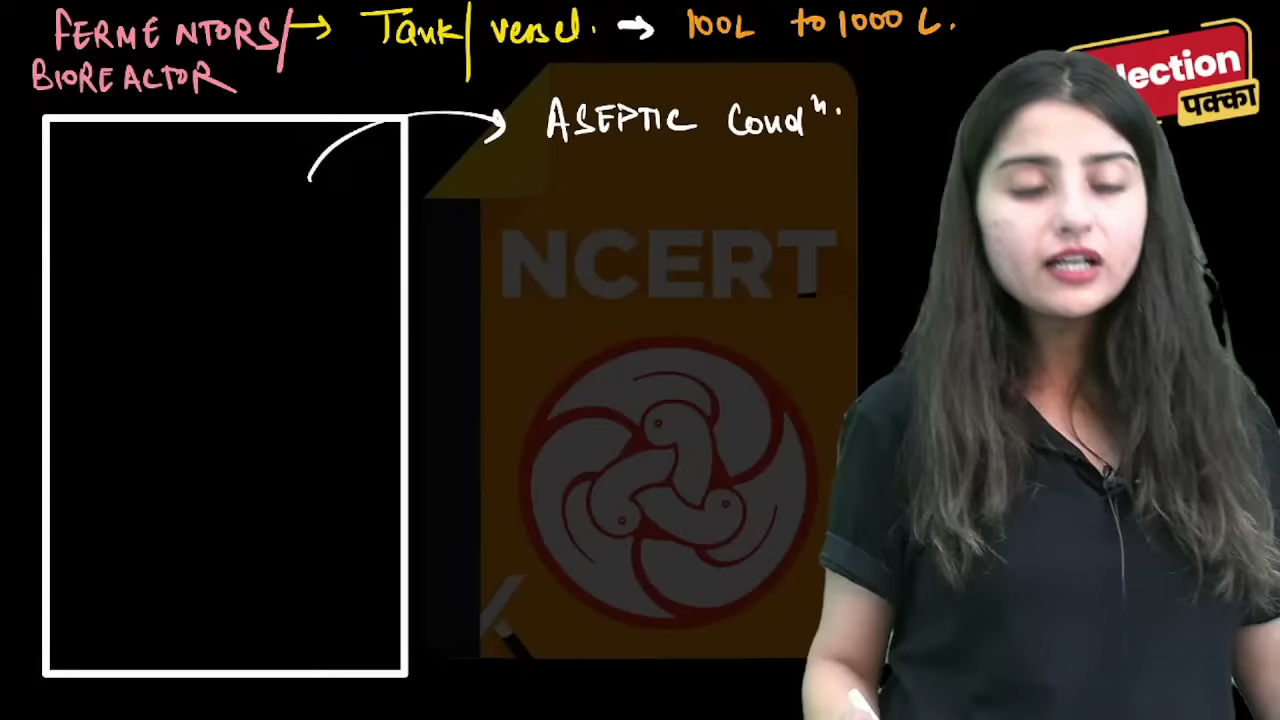 FERMENTORS/ → Tank/ vessel. → 100L to 1000 L.
BIOREACTOR
lection
पक्का
ASEPTIC Condⁿ.
NCERT